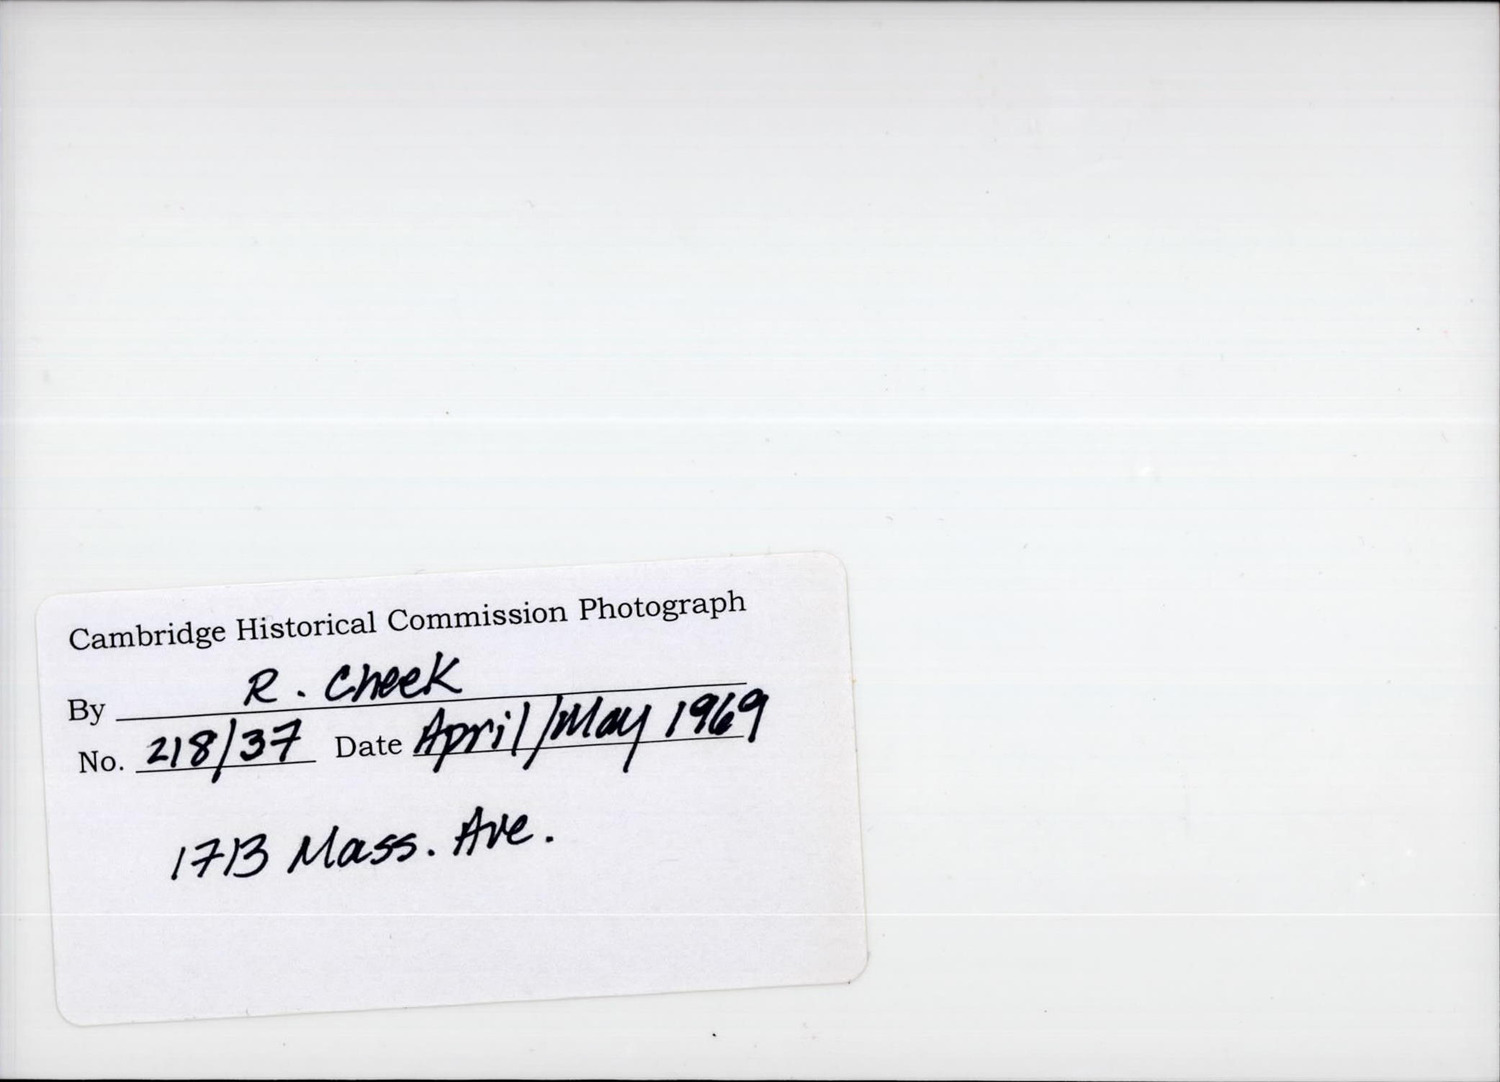 Cambridge Historical Commission Photograph
By R. Cheek
No. 218/37 Date April/May 1969
1713 Mass. Ave.